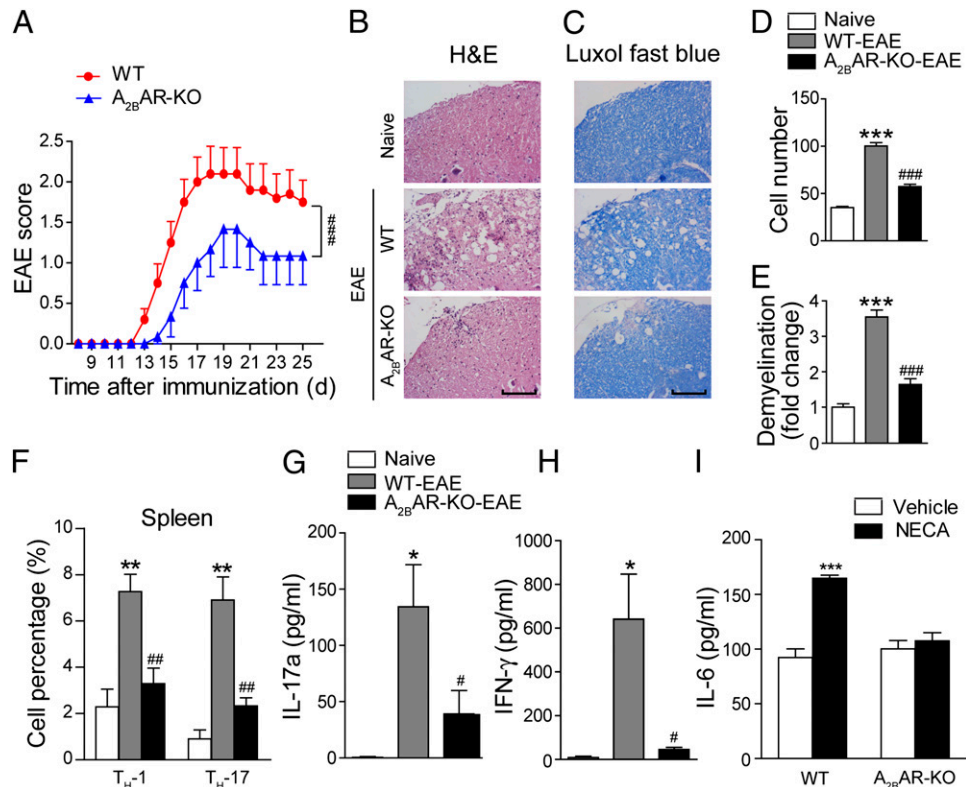 A
WT
A2BAR-KO
EAE score
2.5
2.0
1.5
1.0
0.5
0.0
###
9 11 13 15 17 19 21 23 25
Time after immunization (d)
B
H&E
Naive
EAE
WT
A2BAR-KO
C
Luxol fast blue
D
Naive
WT-EAE
A2BAR-KO-EAE
Cell number
100
50
0
***
###
E
Demyelination
(fold change)
4
3
2
1
0
***
###
F
Spleen
Cell percentage (%)
10
8
6
4
2
0
**
##
**
##
TH-1 TH-17
G
Naive
WT-EAE
A2BAR-KO-EAE
IL-17a (pg/ml)
200
150
100
50
0
*
#
H
IFN-γ (pg/ml)
1000
800
600
400
200
0
*
#
I
Vehicle
NECA
IL-6 (pg/ml)
200
150
100
50
0
***
WT A2BAR-KO